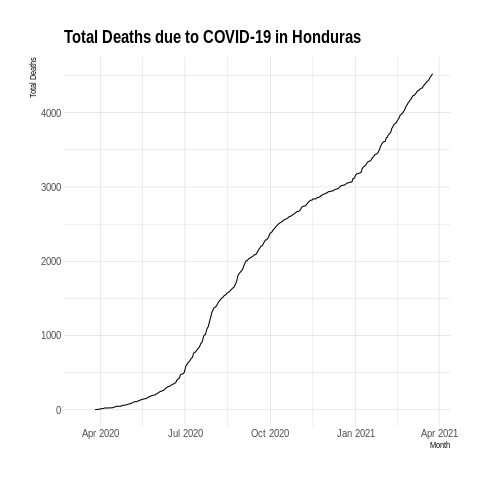 Total Deaths due to COVID-19 in Honduras
Total Deaths
4000
3000
2000
1000
0
Apr 2020 Jul 2020 Oct 2020 Jan 2021 Apr 2021
Month